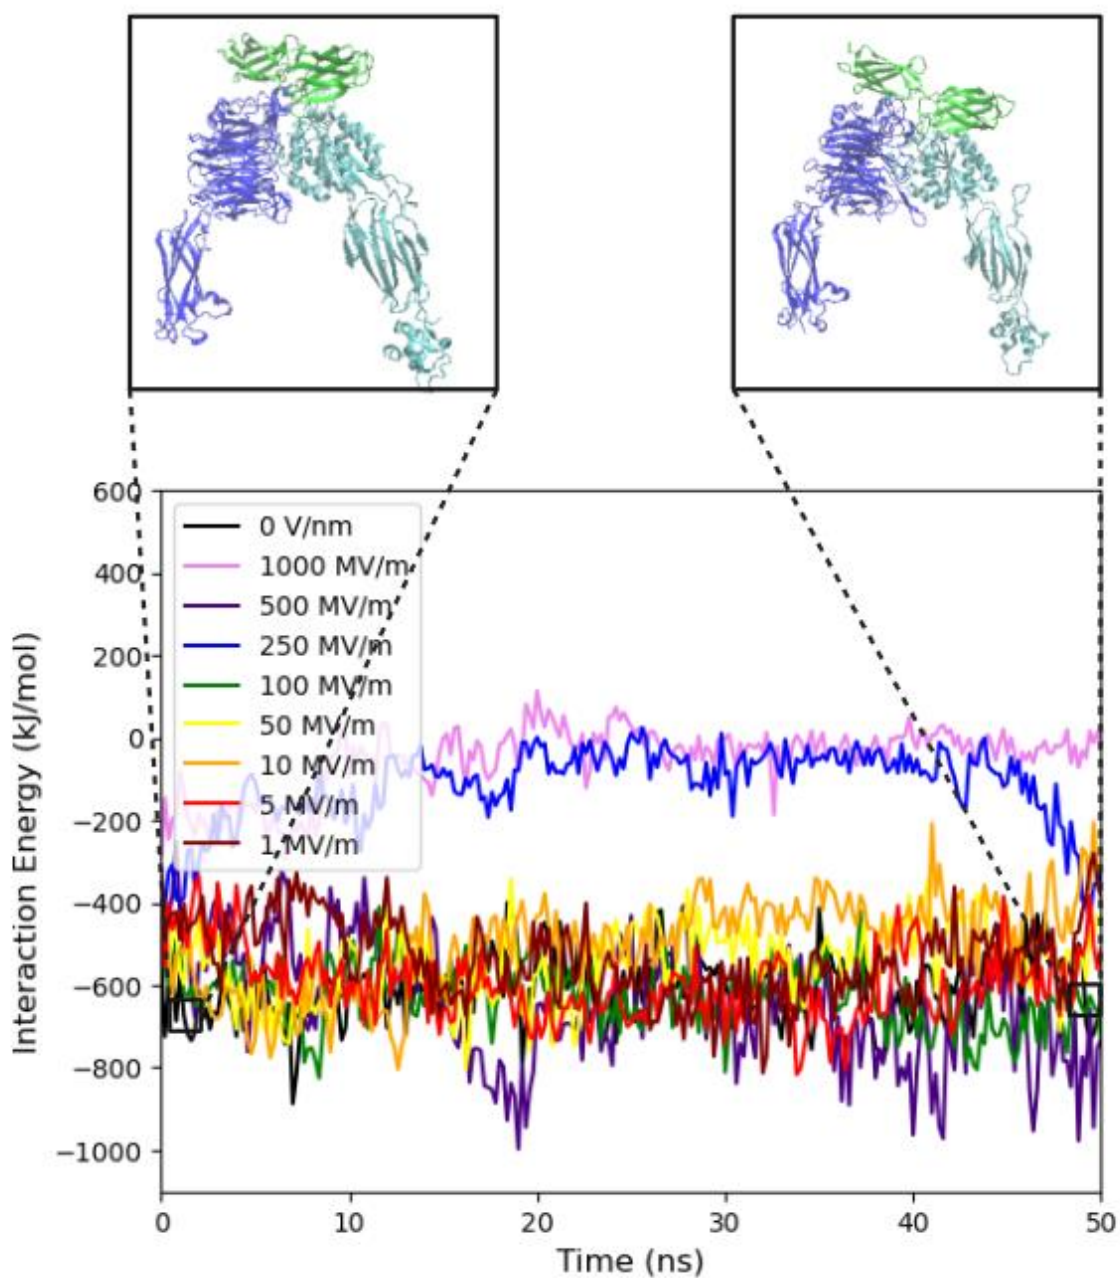 600
400
200
0
−200
−400
−600
−800
−1000
Interaction Energy (kJ/mol)
0 V/nm
1000 MV/m
500 MV/m
250 MV/m
100 MV/m
50 MV/m
10 MV/m
5 MV/m
1 MV/m
0 10 20 30 40 50
Time (ns)